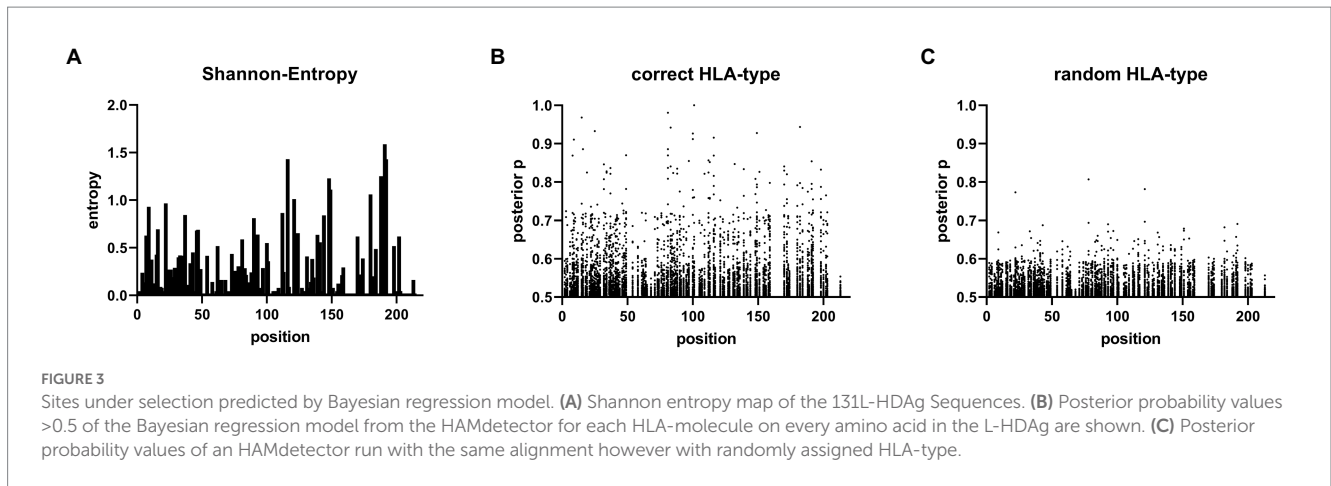 A
Shannon-Entropy
entropy
2.0
1.5
1.0
0.5
0.0
0 50 100 150 200
position
B
correct HLA-type
posterior p
1.0
0.9
0.8
0.7
0.6
0.5
0 50 100 150 200
position
C
random HLA-type
posterior p
1.0
0.9
0.8
0.7
0.6
0.5
0 50 100 150 200
position
FIGURE 3
Sites under selection predicted by Bayesian regression model. (A) Shannon entropy map of the 131L-HDAg Sequences. (B) Posterior probability values
>0.5 of the Bayesian regression model from the HAMdetector for each HLA-molecule on every amino acid in the L-HDAg are shown. (C) Posterior
probability values of an HAMdetector run with the same alignment however with randomly assigned HLA-type.